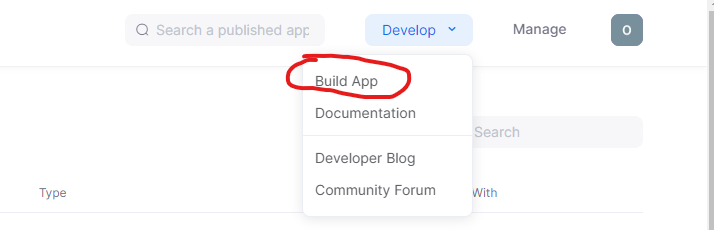 Search a published app
Develop
Manage
O
Build App
Documentation
Search
Developer Blog
Community Forum
Type
With